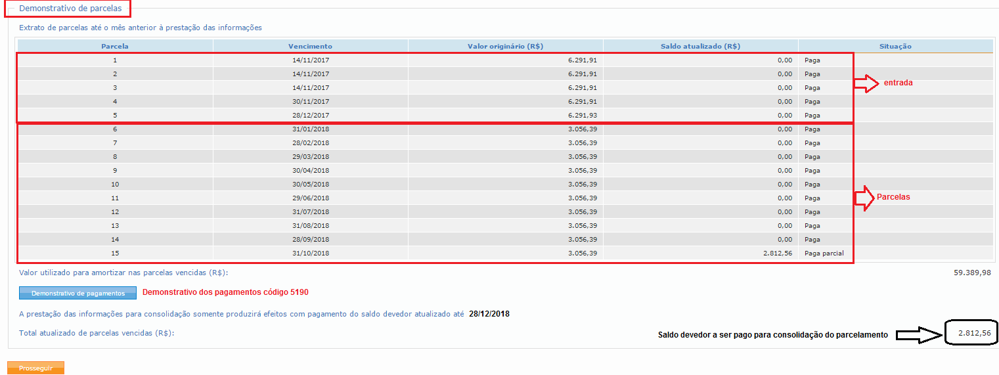 Demonstrativo de parcelas
Extrato de parcelas até o mês anterior à prestação das informações
Parcela Vencimento Valor originário (R$) Saldo atualizado (R$) Situação
1 14/11/2017 6.291,91 0,00 Paga
2 14/11/2017 6.291,91 0,00 Paga
3 14/11/2017 6.291,91 0,00 Paga
entrada
4 30/11/2017 6.291,91 0,00 Paga
5 28/12/2017 6.291,93 0,00 Paga
6 31/01/2018 3.056,39 0,00 Paga
7 28/02/2018 3.056,39 0,00 Paga
8 29/03/2018 3.056,39 0,00 Paga
9 30/04/2018 3.056,39 0,00 Paga
10 30/05/2018 3.056,39 0,00 Paga
11 29/06/2018 3.056,39 0,00 Paga
Parcelas
12 31/07/2018 3.056,39 0,00 Paga
13 31/08/2018 3.056,39 0,00 Paga
14 28/09/2018 3.056,39 0,00 Paga
15 31/10/2018 3.056,39 2.812,56 Paga parcial
Valor utilizado para amortizar nas parcelas vencidas (R$): 59.389,98
Demonstrativo de pagamentos Demonstrativo dos pagamentos código 5190
A prestação das informações para consolidação somente produzirá efeitos com pagamento do saldo devedor atualizado até 28/12/2018
Total atualizado de parcelas vencidas (R$): Saldo devedor a ser pago para consolidação do parcelamento 2.812,56
Prosseguir